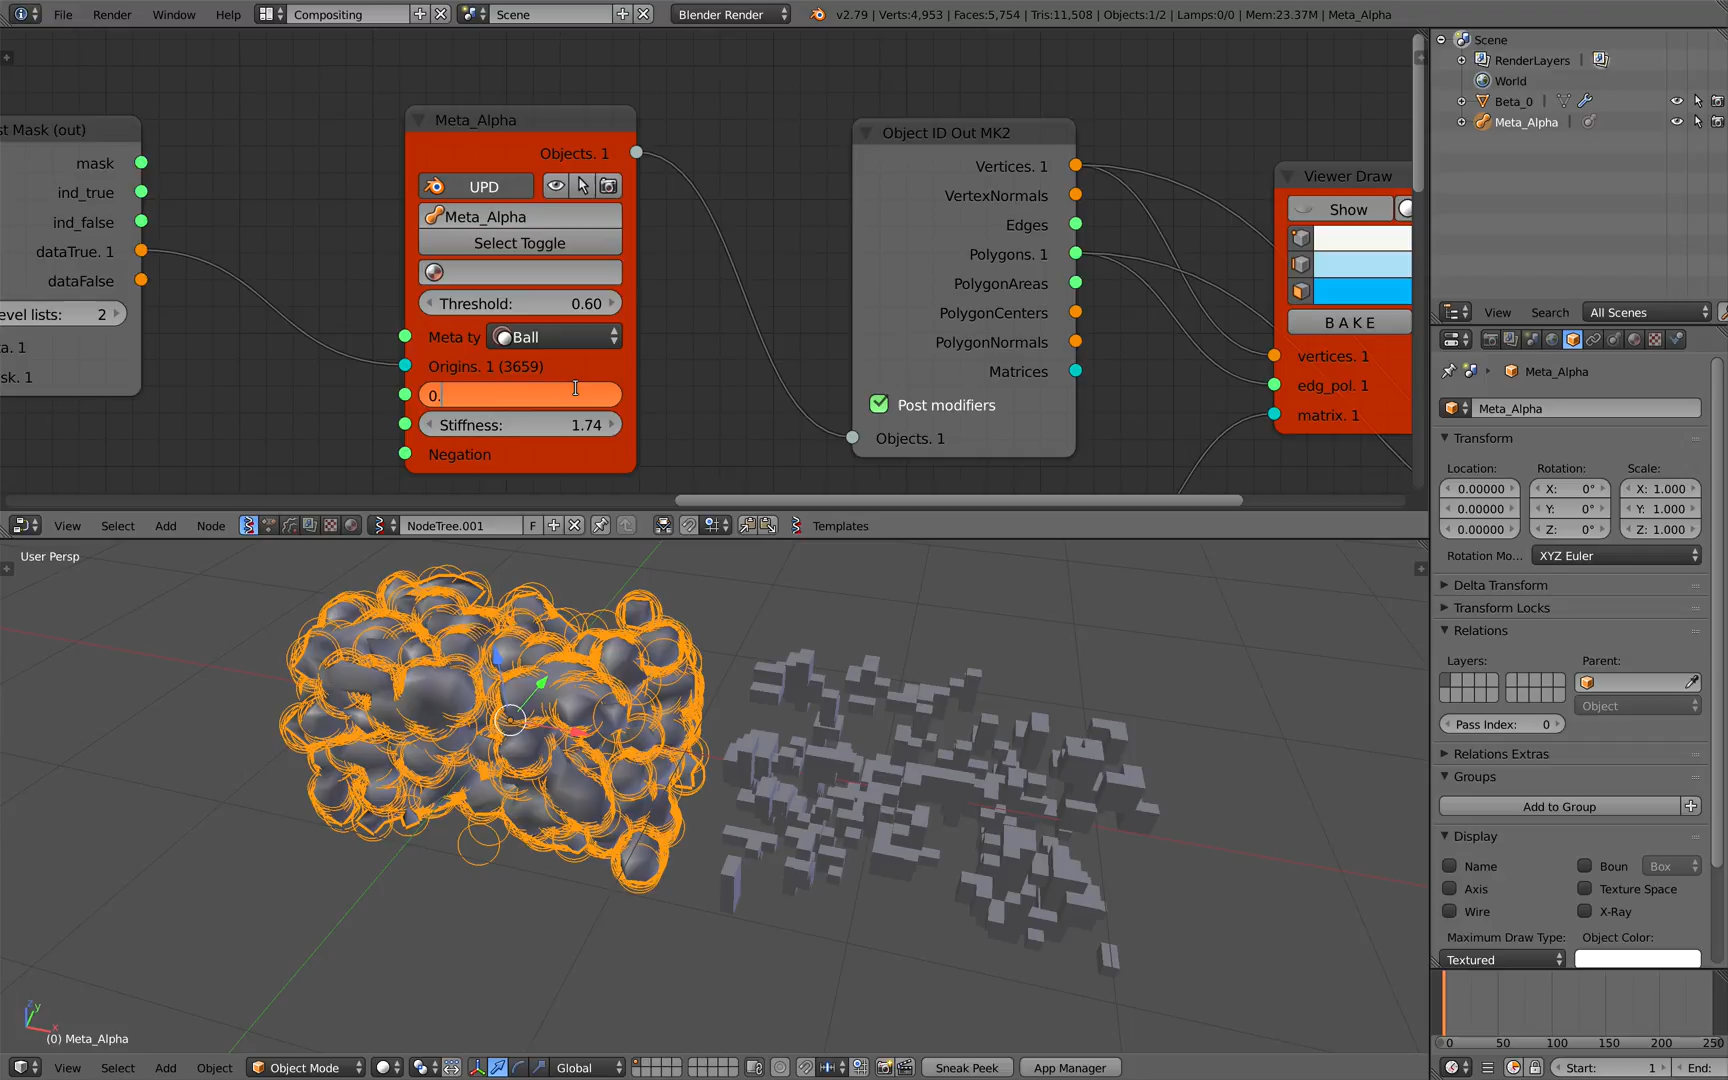 File Render Window Help Compositing Scene Blender Render v2.79 | Verts:4,953 | Faces:5,754 | Tris:11,508 | Objects:1/2 | Lamps:0/0 | Mem:23.37M | Meta_Alpha
st Mask (out)
mask
ind_true
ind_false
dataTrue. 1
dataFalse
evel lists: 2
a. 1
sk. 1
Meta_Alpha
Objects. 1
UPD
Meta_Alpha
Select Toggle
Threshold: 0.60
Meta ty Ball
Origins. 1 (3659)
0.
Stiffness: 1.74
Negation
Object ID Out MK2
Vertices. 1
VertexNormals
Edges
Polygons. 1
PolygonAreas
PolygonCenters
PolygonNormals
Matrices
Post modifiers
Objects. 1
Viewer Draw
Show
B A K E
vertices. 1
edg_pol. 1
matrix. 1
View Select Add Node NodeTree.001 F Templates
User Persp
(0) Meta_Alpha
z y x
View Select Add Object Object Mode Global Sneak Peek App Manager
Scene
RenderLayers
World
Beta_0
Meta_Alpha
View Search All Scenes
Meta_Alpha
Meta_Alpha
Transform
Location: Rotation: Scale:
0.00000 X: 0° X: 1.000
0.00000 Y: 0° Y: 1.000
0.00000 Z: 0° Z: 1.000
Rotation Mo... XYZ Euler
Delta Transform
Transform Locks
Relations
Layers: Parent:
Object
Pass Index: 0
Relations Extras
Groups
Add to Group
Display
Name Boun Box
Axis Texture Space
Wire X-Ray
Maximum Draw Type: Object Color:
Textured
0 50 100 150 200 250
Start: 1 End: